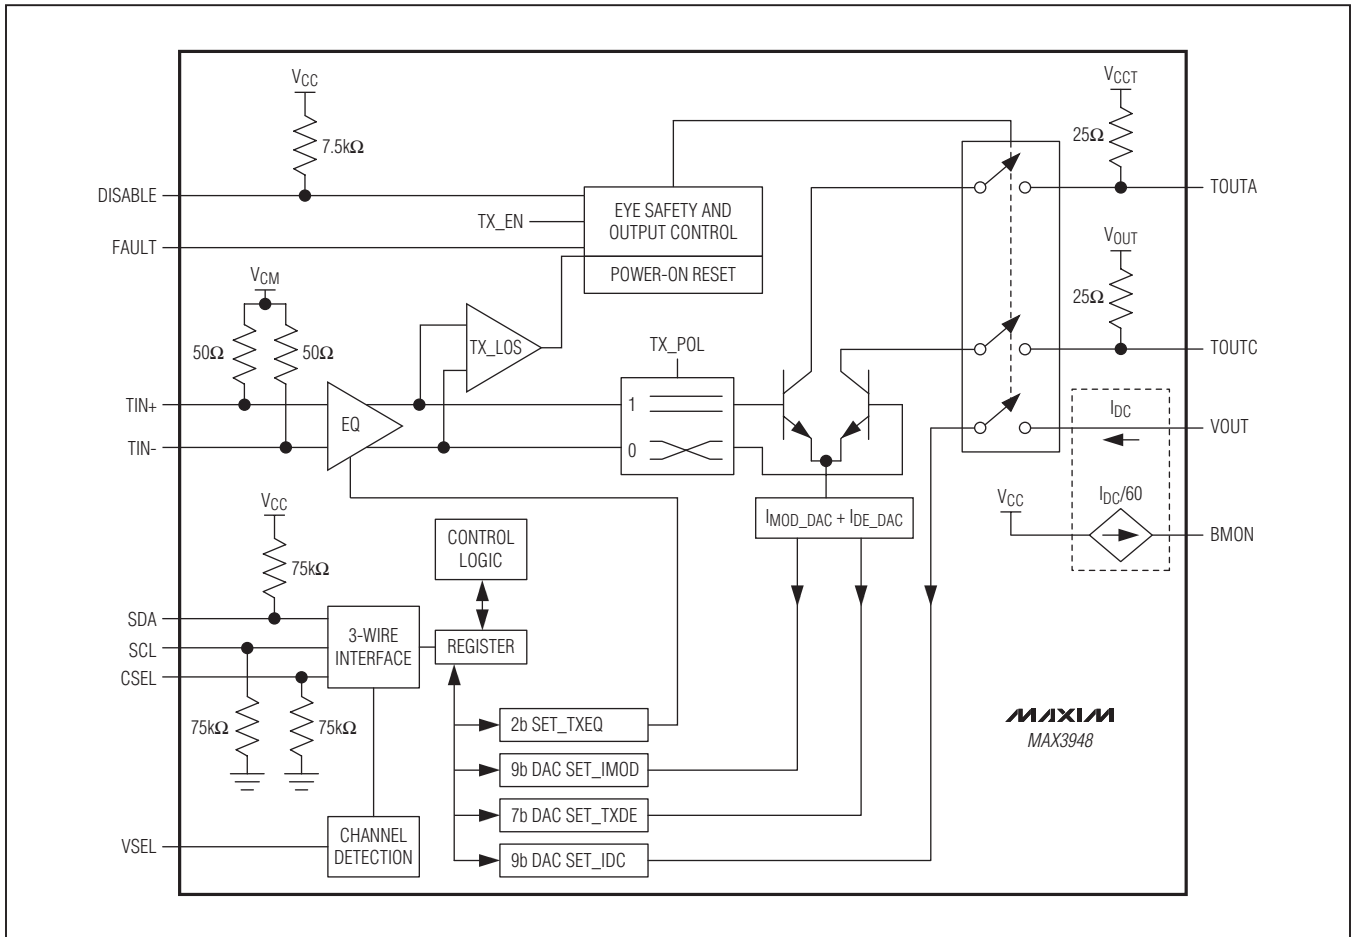 VCC
7.5kΩ
DISABLE
TX_EN
FAULT
EYE SAFETY AND
OUTPUT CONTROL
POWER-ON RESET
VCCT
25Ω
TOUTA
VOUT
25Ω
TOUTC
VCM
50Ω
50Ω
TX_LOS
TX_POL
TIN+
TIN-
EQ
1
0
IDC
VOUT
VCC
IDC/60
BMON
IMOD_DAC + IDE_DAC
VCC
75kΩ
CONTROL
LOGIC
SDA
SCL
CSEL
3-WIRE
INTERFACE
REGISTER
75kΩ
75kΩ
2b SET_TXEQ
9b DAC SET_IMOD
7b DAC SET_TXDE
9b DAC SET_IDC
VSEL
CHANNEL
DETECTION
MAXIM
MAX3948